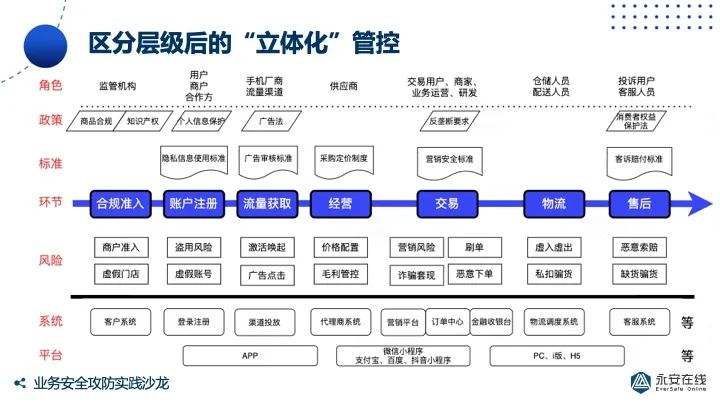 区分层级后的“立体化”管控
角色
监管机构
用户
商户
合作方
手机厂商
流量渠道
供应商
交易用户、商家、
业务运营、研发
仓储人员
配送人员
投诉用户
客服人员
政策
商品合规
知识产权
个人信息保护
广告法
反垄断要求
消费者权益
保护法
标准
隐私信息使用标准
广告审核标准
采购定价制度
营销安全标准
客诉赔付标准
环节
合规准入
账户注册
流量获取
经营
交易
物流
售后
风险
商户准入
盗用风险
激活唤起
价格配置
营销风险
刷单
虚入虚出
恶意索赔
虚假门店
虚假账号
广告点击
毛利管控
诈骗套现
恶意下单
私扣骗货
缺货骗货
系统
客户系统
登录注册
渠道投放
代理商系统
营销平台
订单中心
金融收银台
物流调度系统
客服系统
等
平台
APP
微信小程序
支付宝、百度、抖音小程序
PC、i版、H5
等
业务安全攻防实践沙龙
永安在线
EverSafe Online